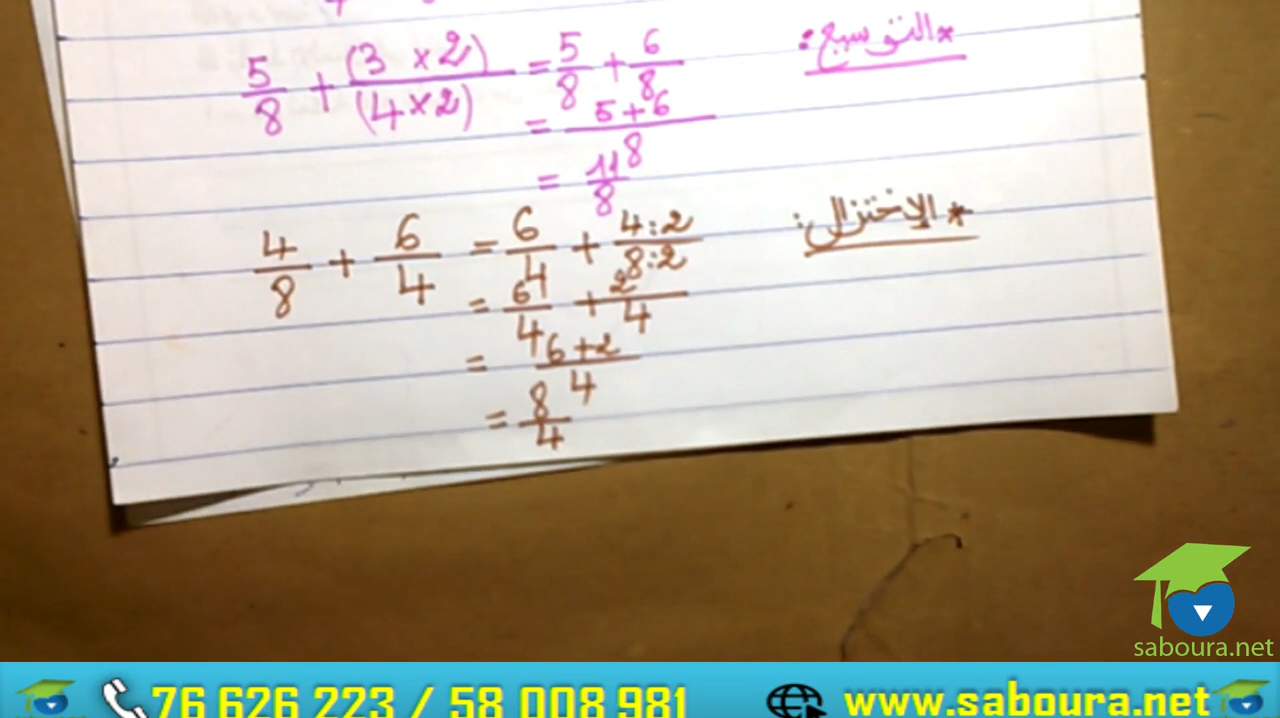 * التوسيع:
5/8 + (3 × 2)/(4 × 2) = 5/8 + 6/8
= 5+6/8
= 11/8
* الاختزال:
4/8 + 6/4 = 6/4 + 4:2/8:2
= 6/4 + 2/4
= 6+2/4
= 8/4
saboura.net
76 626 223 / 58 008 981
www.saboura.net